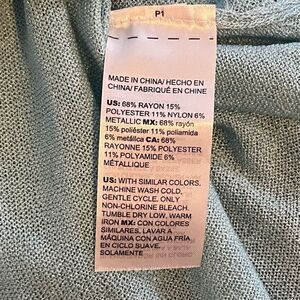 P1
MADE IN CHINA/ HECHO EN
CHINA/ FABRIQUÉ EN CHINE
US: 68% RAYON 15%
POLYESTER 11% NYLON 6%
METALLIC MX: 68% rayón
15% poliéster 11% poliamida
6% metálica CA: 68%
RAYONNE 15% POLYESTER
11% POLYAMIDE 6%
MÉTALLIQUE
US: WITH SIMILAR COLORS.
MACHINE WASH COLD,
GENTLE CYCLE. ONLY
NON-CHLORINE BLEACH.
TUMBLE DRY LOW, WARM
IRON MX: CON COLORES
SIMILARES. LAVAR A
MÁQUINA CON AGUA FRÍA
EN CICLO SUAVE.
SOLAMENTE